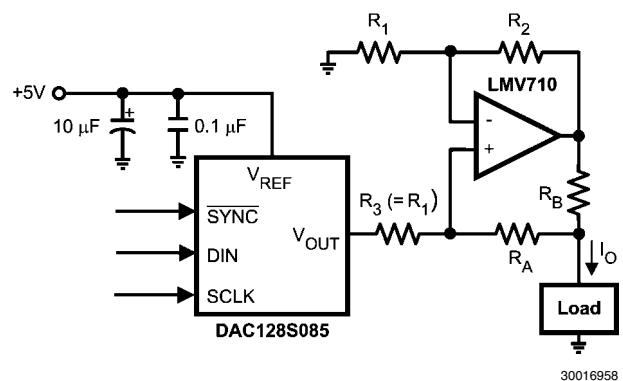 R1
R2
LMV710
+5V
10 µF
+
0.1 µF
-
+
VREF
SYNC
DIN
SCLK
VOUT
R3 (= R1)
RA
RB
IO
Load
DAC128S085
30016958